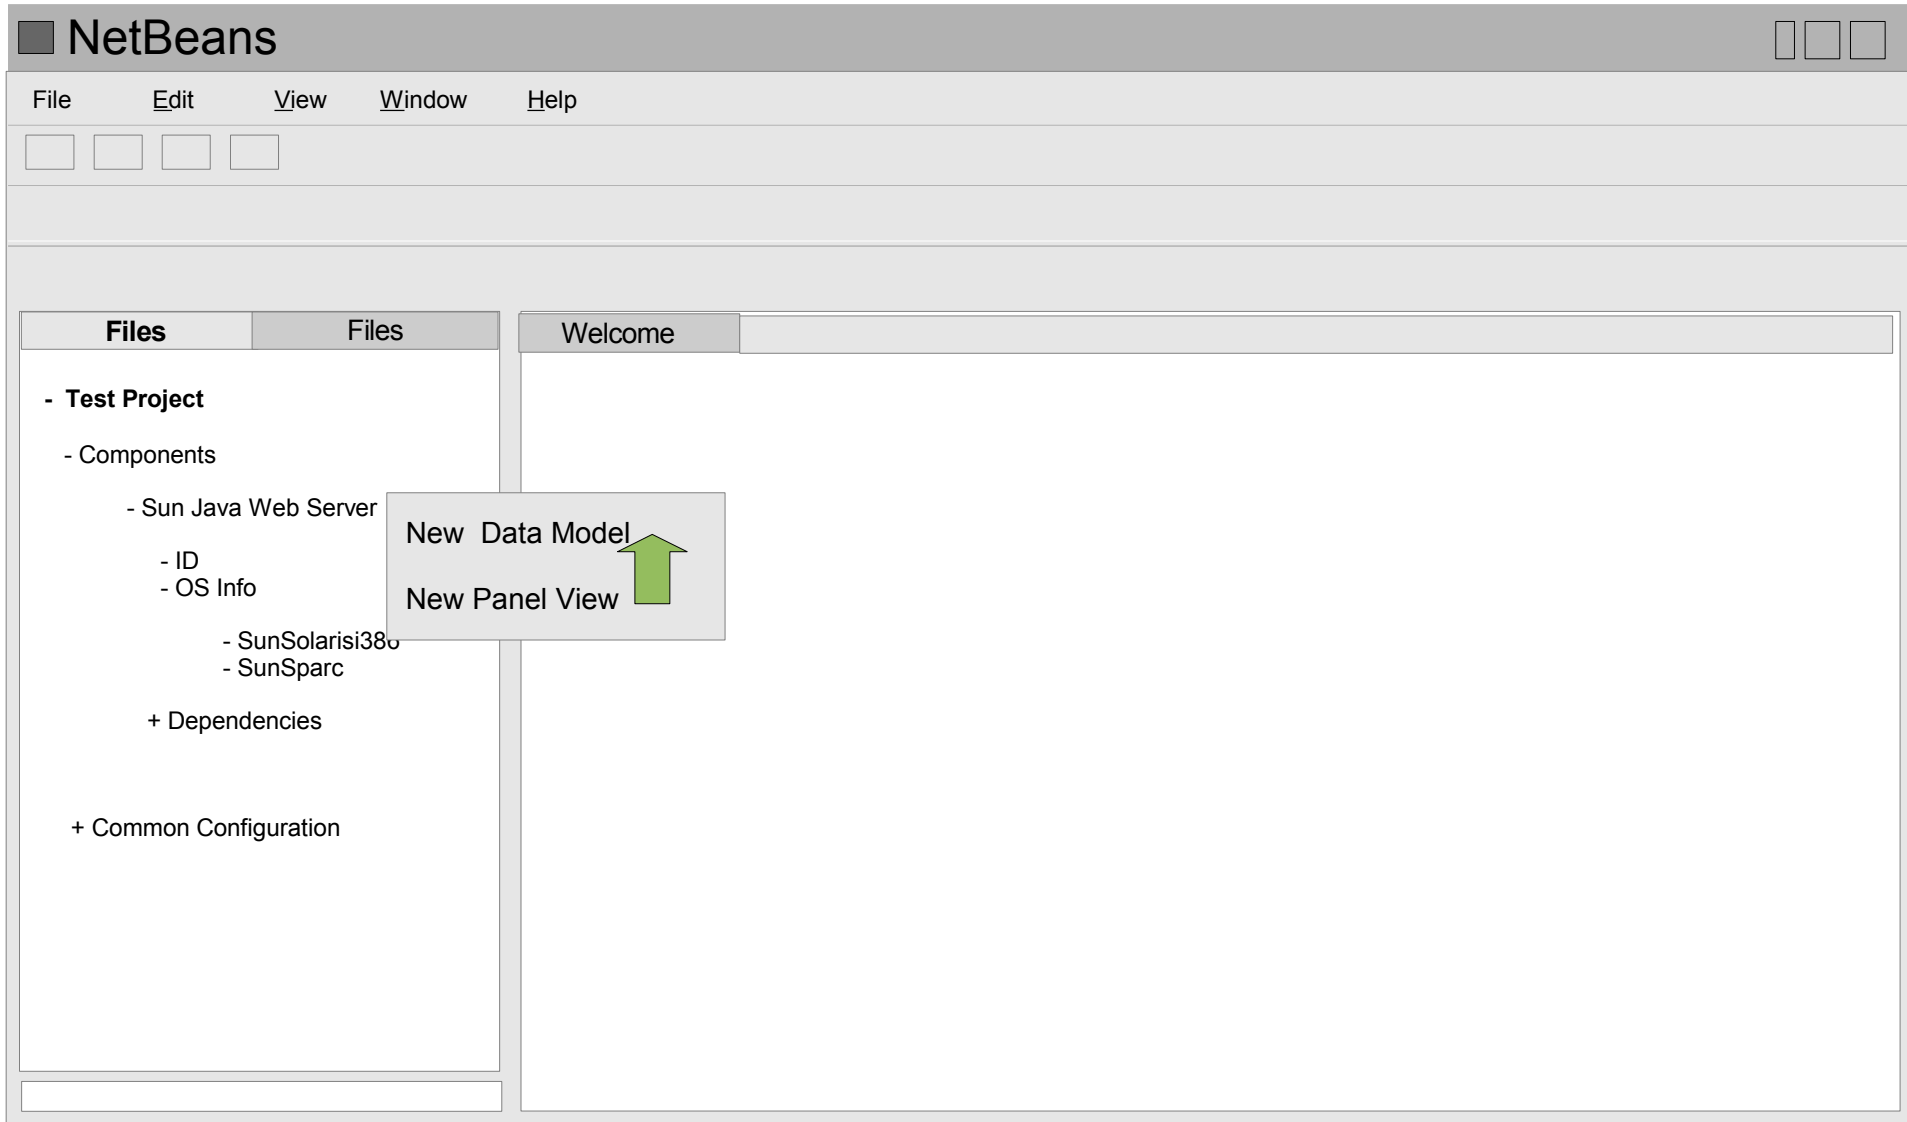 NetBeans
File Edit View Window Help
Files Files Welcome
- Test Project
- Components
- Sun Java Web Server
New  Data Model
- ID
- OS Info
New Panel View
- SunSolarisi386
- SunSparc
+ Dependencies
+ Common Configuration